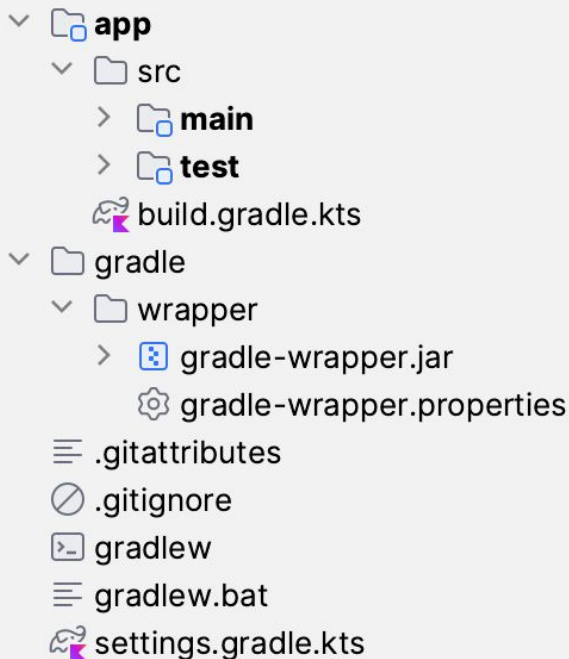 app
src
main
test
build.gradle.kts
gradle
wrapper
gradle-wrapper.jar
gradle-wrapper.properties
.gitattributes
.gitignore
gradlew
gradlew.bat
settings.gradle.kts